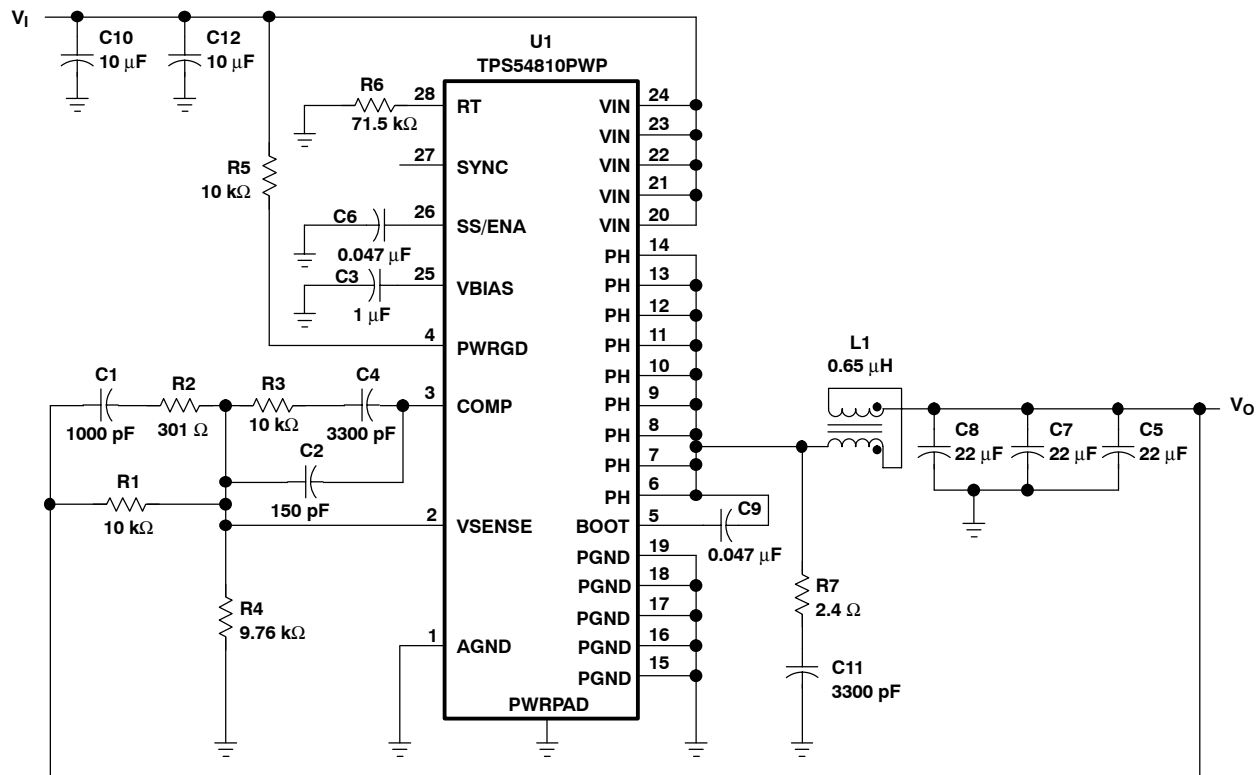 VI
C10
10 μF
C12
10 μF
U1
TPS54810PWP
R6
71.5 kΩ
R5
10 kΩ
C6
0.047 μF
C3
1 μF
28 RT
27 SYNC
26 SS/ENA
25 VBIAS
4 PWRGD
3 COMP
2 VSENSE
1 AGND
VIN 24
VIN 23
VIN 22
VIN 21
VIN 20
PH 14
PH 13
PH 12
PH 11
PH 10
PH 9
PH 8
PH 7
PH 6
BOOT 5
PGND 19
PGND 18
PGND 17
PGND 16
PGND 15
PWRPAD
C1
1000 pF
R2
301 Ω
R3
10 kΩ
C4
3300 pF
C2
150 pF
R1
10 kΩ
R4
9.76 kΩ
C9
0.047 μF
L1
0.65 μH
VO
C8
22 μF
C7
22 μF
C5
22 μF
R7
2.4 Ω
C11
3300 pF